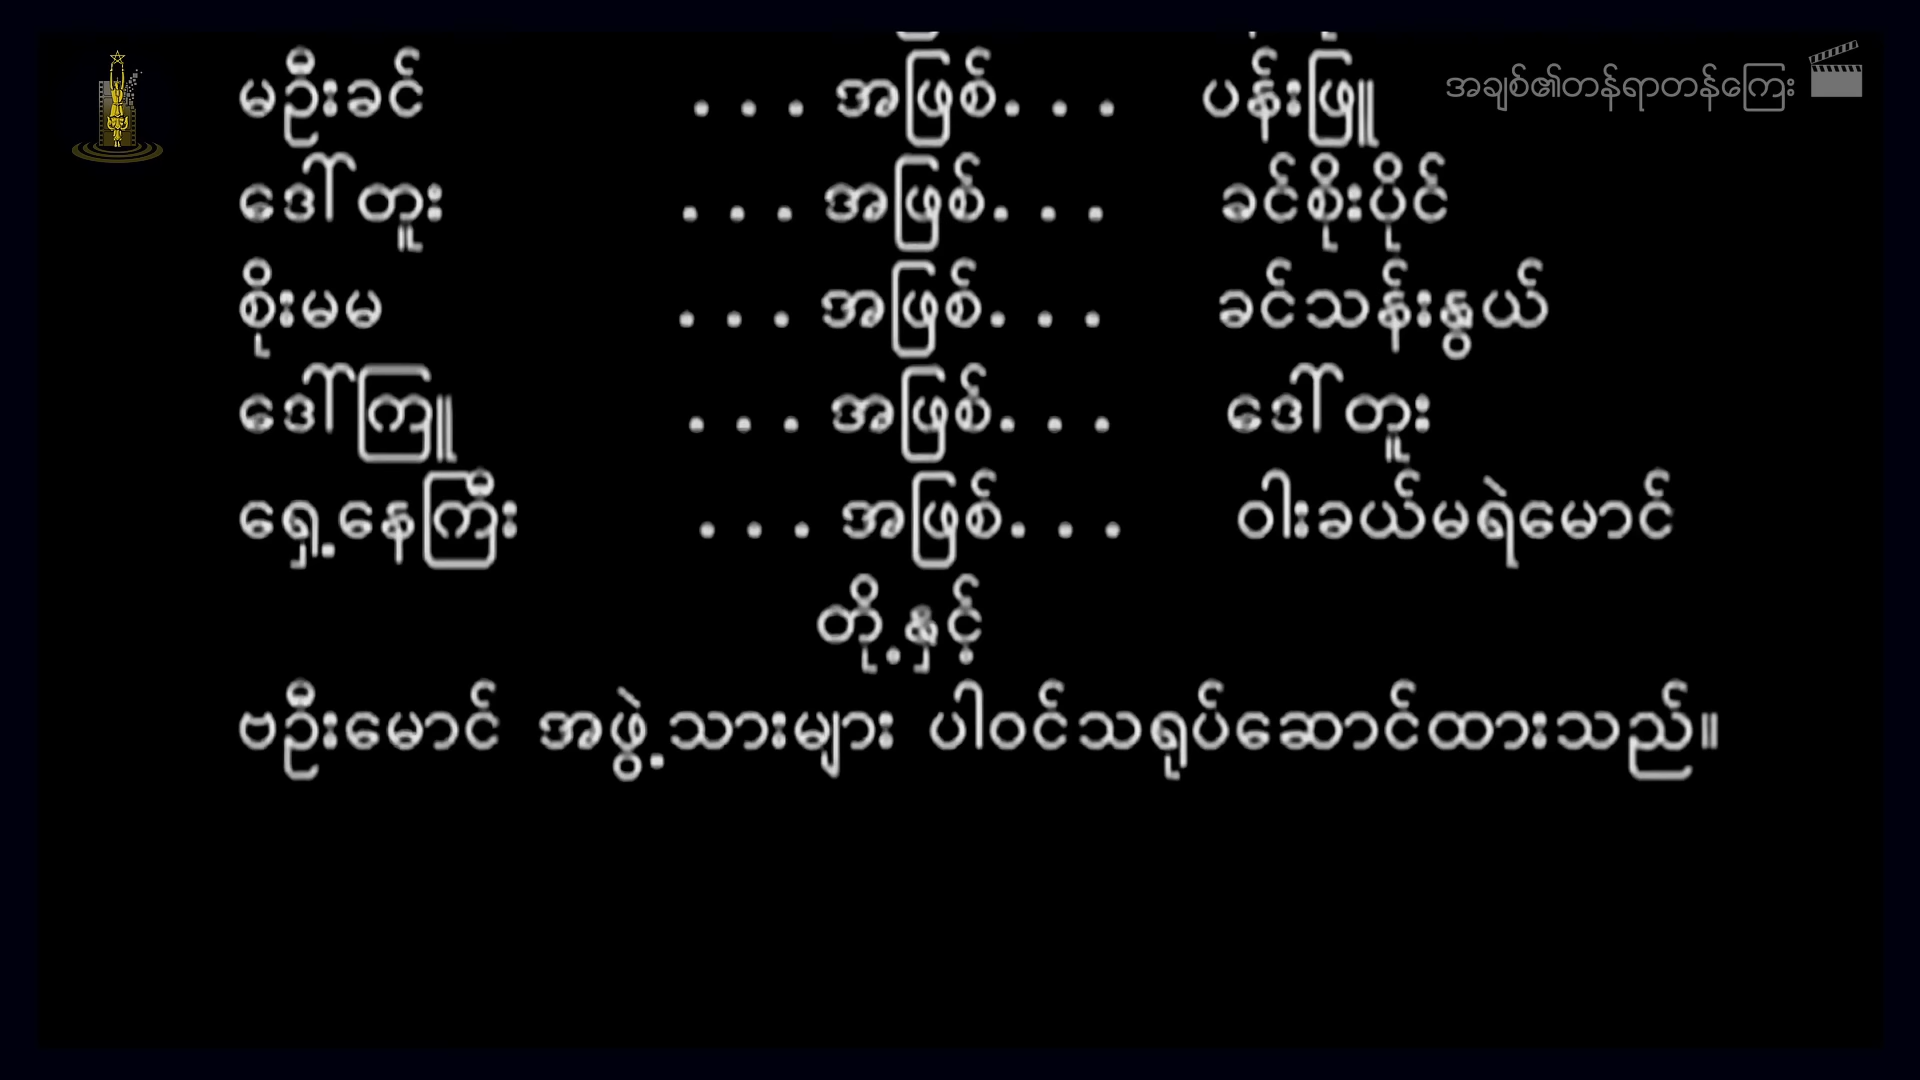 အချစ်၏တန်ရာတန်ကြေး
မဦးခင် . . . အဖြစ်. . . ပန်းဖြူ
ဒေါ်တူး . . . အဖြစ်. . . ခင်စိုးပိုင်
စိုးမမ . . . အဖြစ်. . . ခင်သန်းနွယ်
ဒေါ်ကြူ . . . အဖြစ်. . . ဒေါ်တူး
ရှေ့နေကြီး . . . အဖြစ်. . . ဝါးခယ်မရဲမောင်
တို့နှင့်
ဗဦးမောင် အဖွဲ့သားများ ပါဝင်သရုပ်ဆောင်ထားသည်။